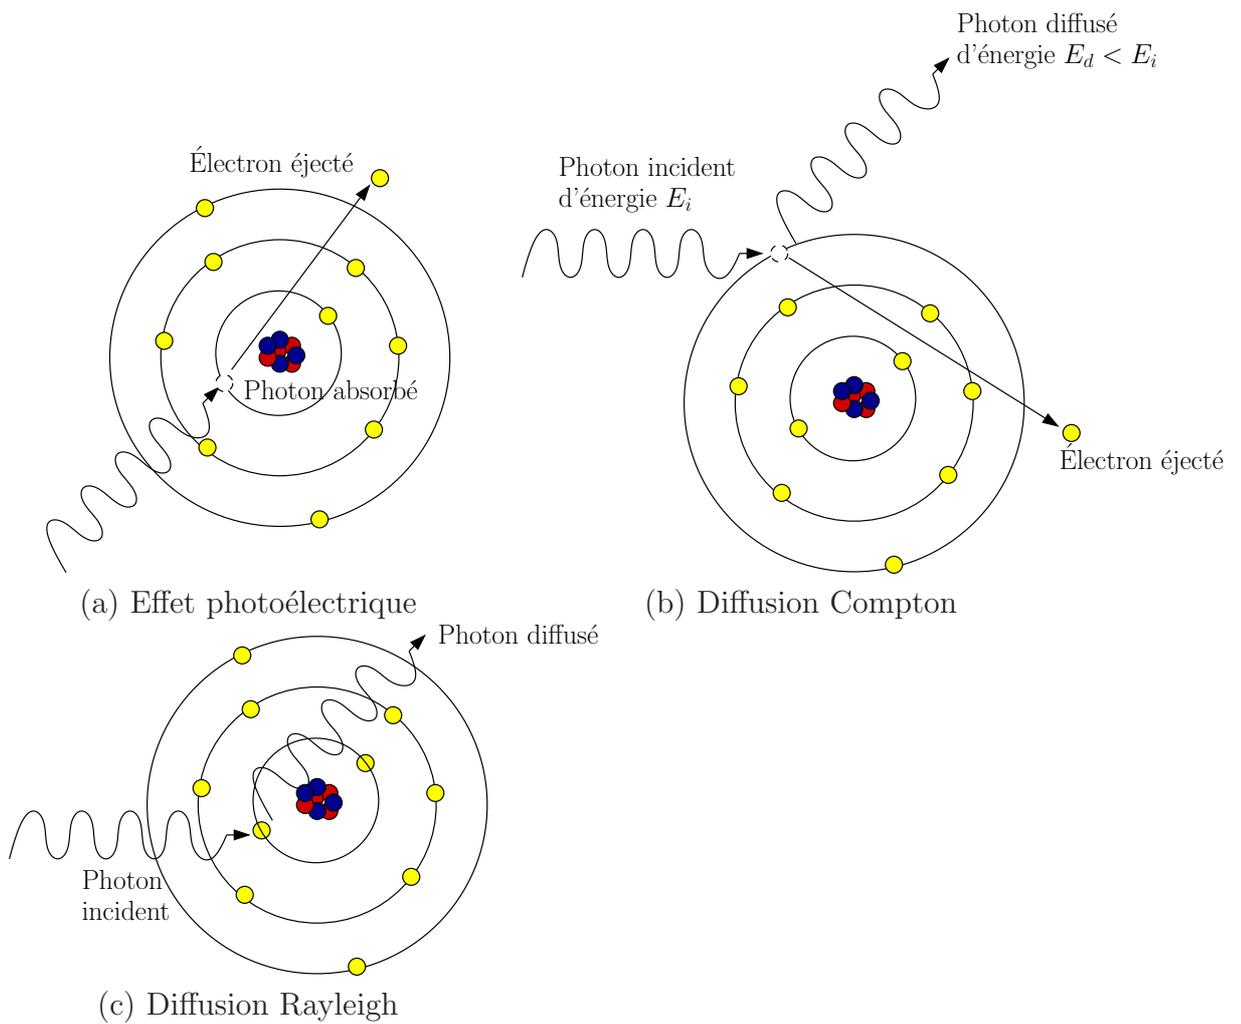 Électron éjecté
Photon absorbé
(a) Effet photoélectrique
Photon diffusé
d'énergie E_d < E_i
Photon incident
d'énergie E_i
Électron éjecté
(b) Diffusion Compton
Photon diffusé
Photon
incident
(c) Diffusion Rayleigh